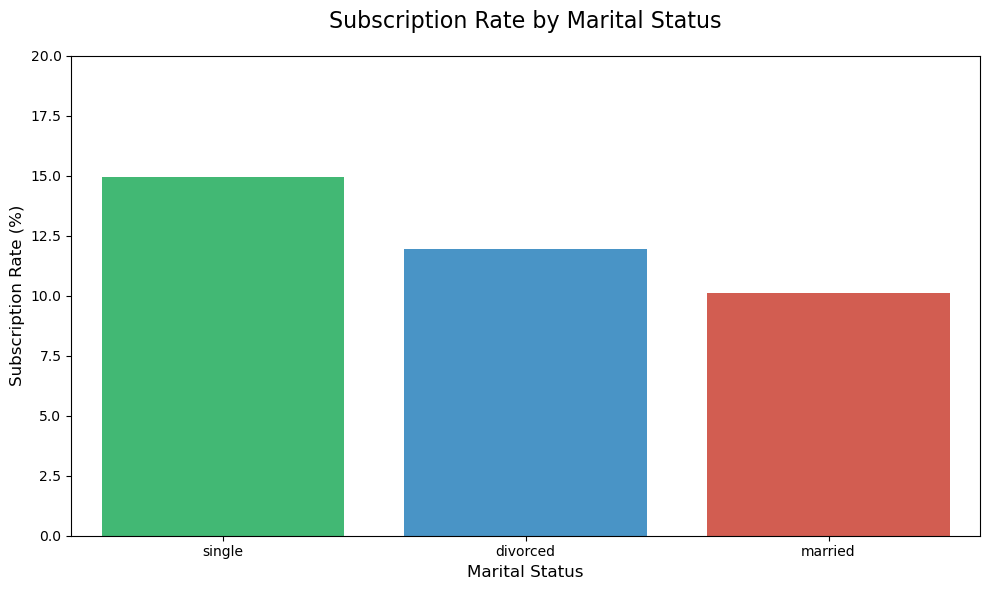 Subscription Rate by Marital Status
20.0
17.5
15.0
12.5
10.0
7.5
5.0
2.5
0.0
Subscription Rate (%)
single divorced married
Marital Status